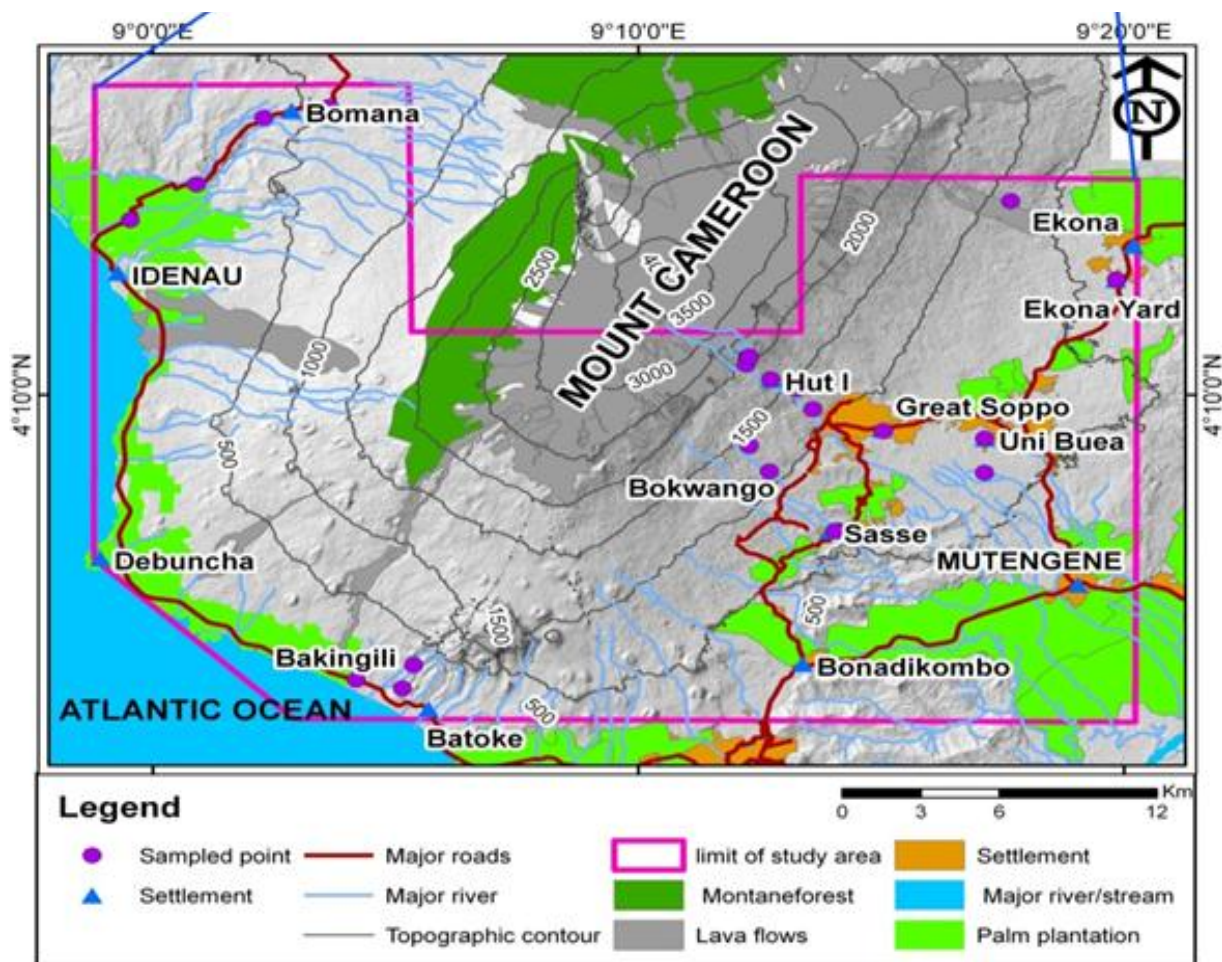 9°0'0"E
9°10'0"E
9°20'0"E
N
Bomana
MOUNT CAMEROON
2000
Ekona
2500
IDENAU
3500
Ekona Yard
4°10'0"N
1000
3000
Hut I
4°10'0"N
Great Soppo
1500
Uni Buea
500
Bokwango
Sasse
Debuncha
MUTENGENE
1500
500
Bakingili
Bonadikombo
ATLANTIC OCEAN
500
Batoke
Legend
Km
0 3 6 12
Sampled point
Major roads
limit of study area
Settlement
Settlement
Major river
Montaneforest
Major river/stream
Topographic contour
Lava flows
Palm plantation